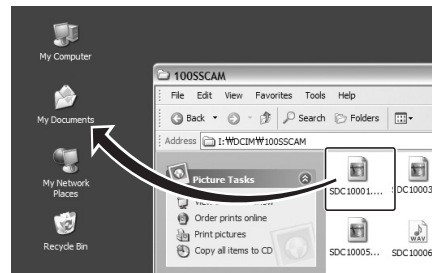 My Computer
My Documents
My Network
Places
Recycle Bin
100SSCAM
File Edit View Favorites Tools Help
Back Search Folders
Address I:₩DCIM₩100SSCAM
Picture Tasks
Order prints online
Print pictures
Copy all items to CD
SDC10001....
SDC10003
SDC10005...
SDC10006
WAV